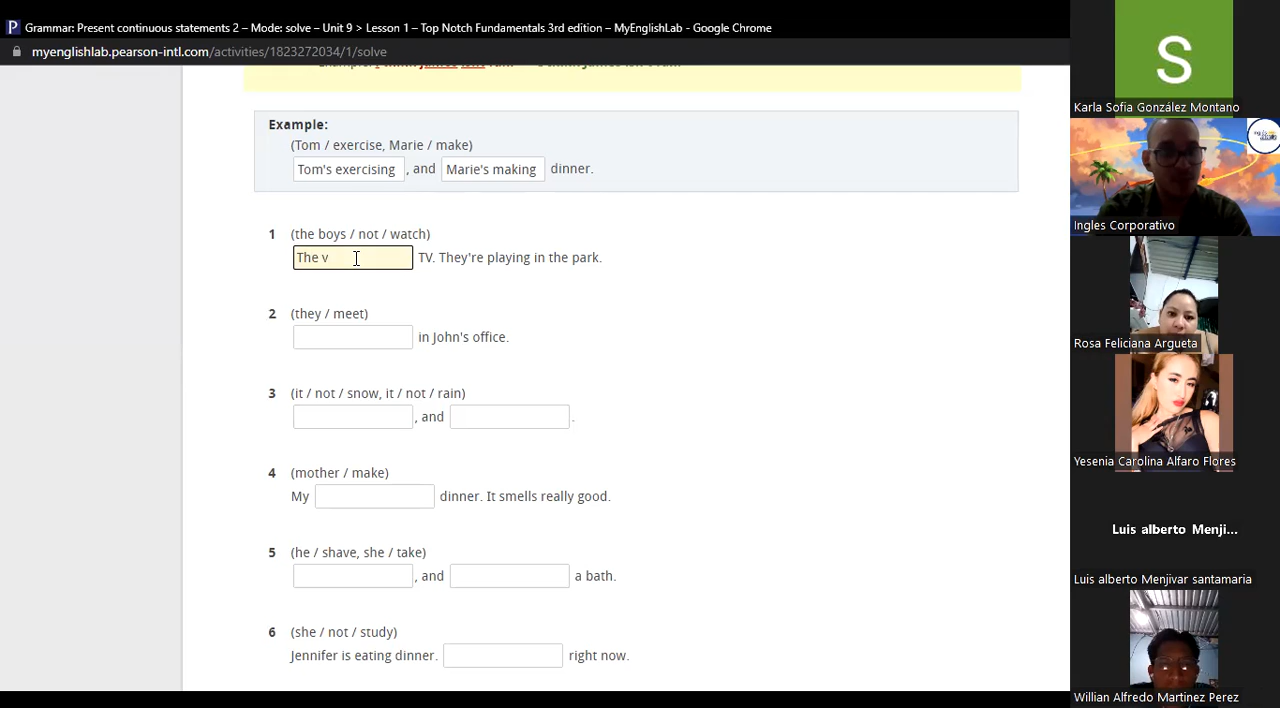 P Grammar: Present continuous statements 2 – Mode: solve – Unit 9 > Lesson 1 – Top Notch Fundamentals 3rd edition – MyEnglishLab - Google Chrome
myenglishlab.pearson-intl.com/activities/1823272034/1/solve
Example:
(Tom / exercise, Marie / make)
Tom's exercising , and Marie's making dinner.
1 (the boys / not / watch)
The v TV. They're playing in the park.
2 (they / meet)
in John's office.
3 (it / not / snow, it / not / rain)
, and .
4 (mother / make)
My dinner. It smells really good.
5 (he / shave, she / take)
, and a bath.
6 (she / not / study)
Jennifer is eating dinner. right now.
S
Karla Sofia González Montano
Ingles Corporativo
Rosa Feliciana Argueta
Yesenia Carolina Alfaro Flores
Luis alberto Menji...
Luis alberto Menjivar santamaria
Willian Alfredo Martinez Perez